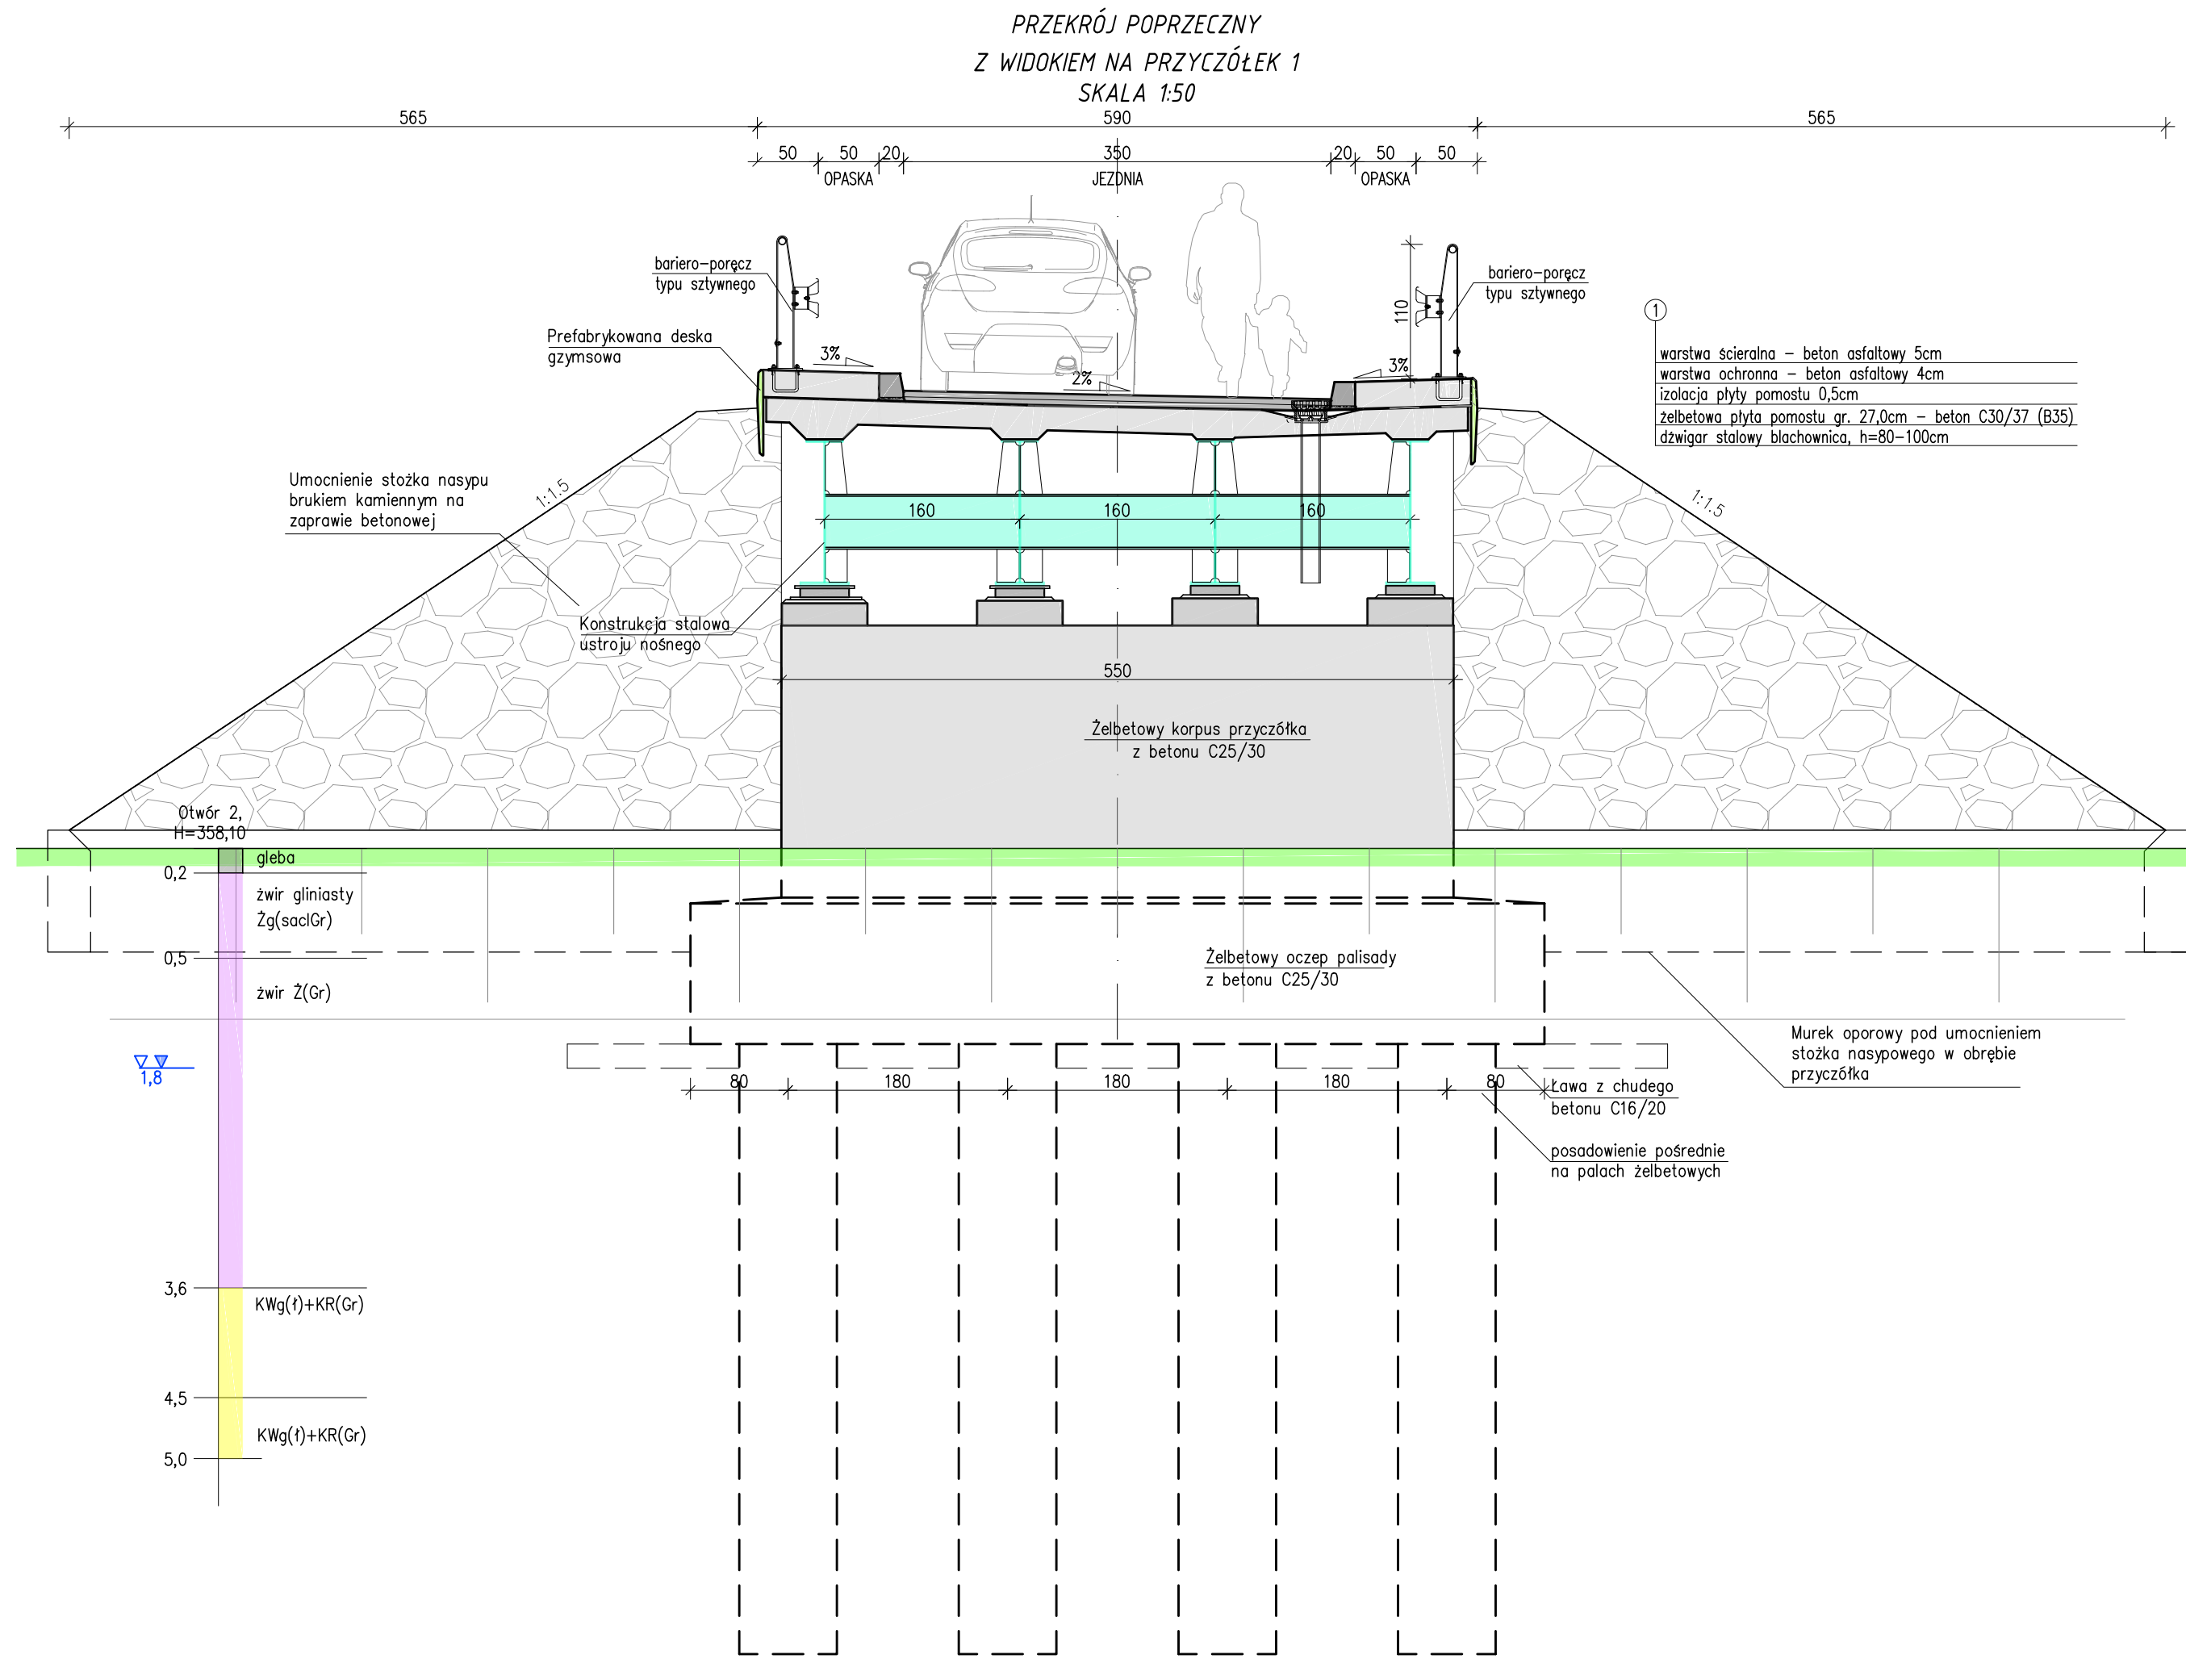 PRZEKRÓJ POPRZECZNY
Z WIDOKIEM NA PRZYCZÓŁEK 1
SKALA 1:50
565
590
565
50
50
20
350
20
50
50
OPASKA
JEZDNIA
OPASKA
bariero-poręcz
typu sztywnego
110
bariero-poręcz
typu sztywnego
1
Prefabrykowana deska
gzymsowa
3%
2%
3%
warstwa ścieralna - beton asfaltowy 5cm
warstwa ochronna - beton asfaltowy 4cm
izolacja płyty pomostu 0,5cm
żelbetowa płyta pomostu gr. 27,0cm - beton C30/37 (B35)
dźwigar stalowy blachownica, h=80-100cm
Umocnienie stożka nasypu
brukiem kamiennym na
zaprawie betonowej
1:1.5
1:1.5
160
160
160
Konstrukcja stalowa
ustroju nośnego
550
Żelbetowy korpus przyczółka
z betonu C25/30
Otwór 2,
H=358,10
gleba
0,2
żwir gliniasty
Żg(saclGr)
0,5
żwir Ż(Gr)
Żelbetowy oczep palisady
z betonu C25/30
Murek oporowy pod umocnieniem
stożka nasypowego w obrębie
przyczółka
1,8
80
180
180
180
80
Ława z chudego
betonu C16/20
posadowienie pośrednie
na palach żelbetowych
3,6
KWg(ł)+KR(Gr)
4,5
KWg(ł)+KR(Gr)
5,0